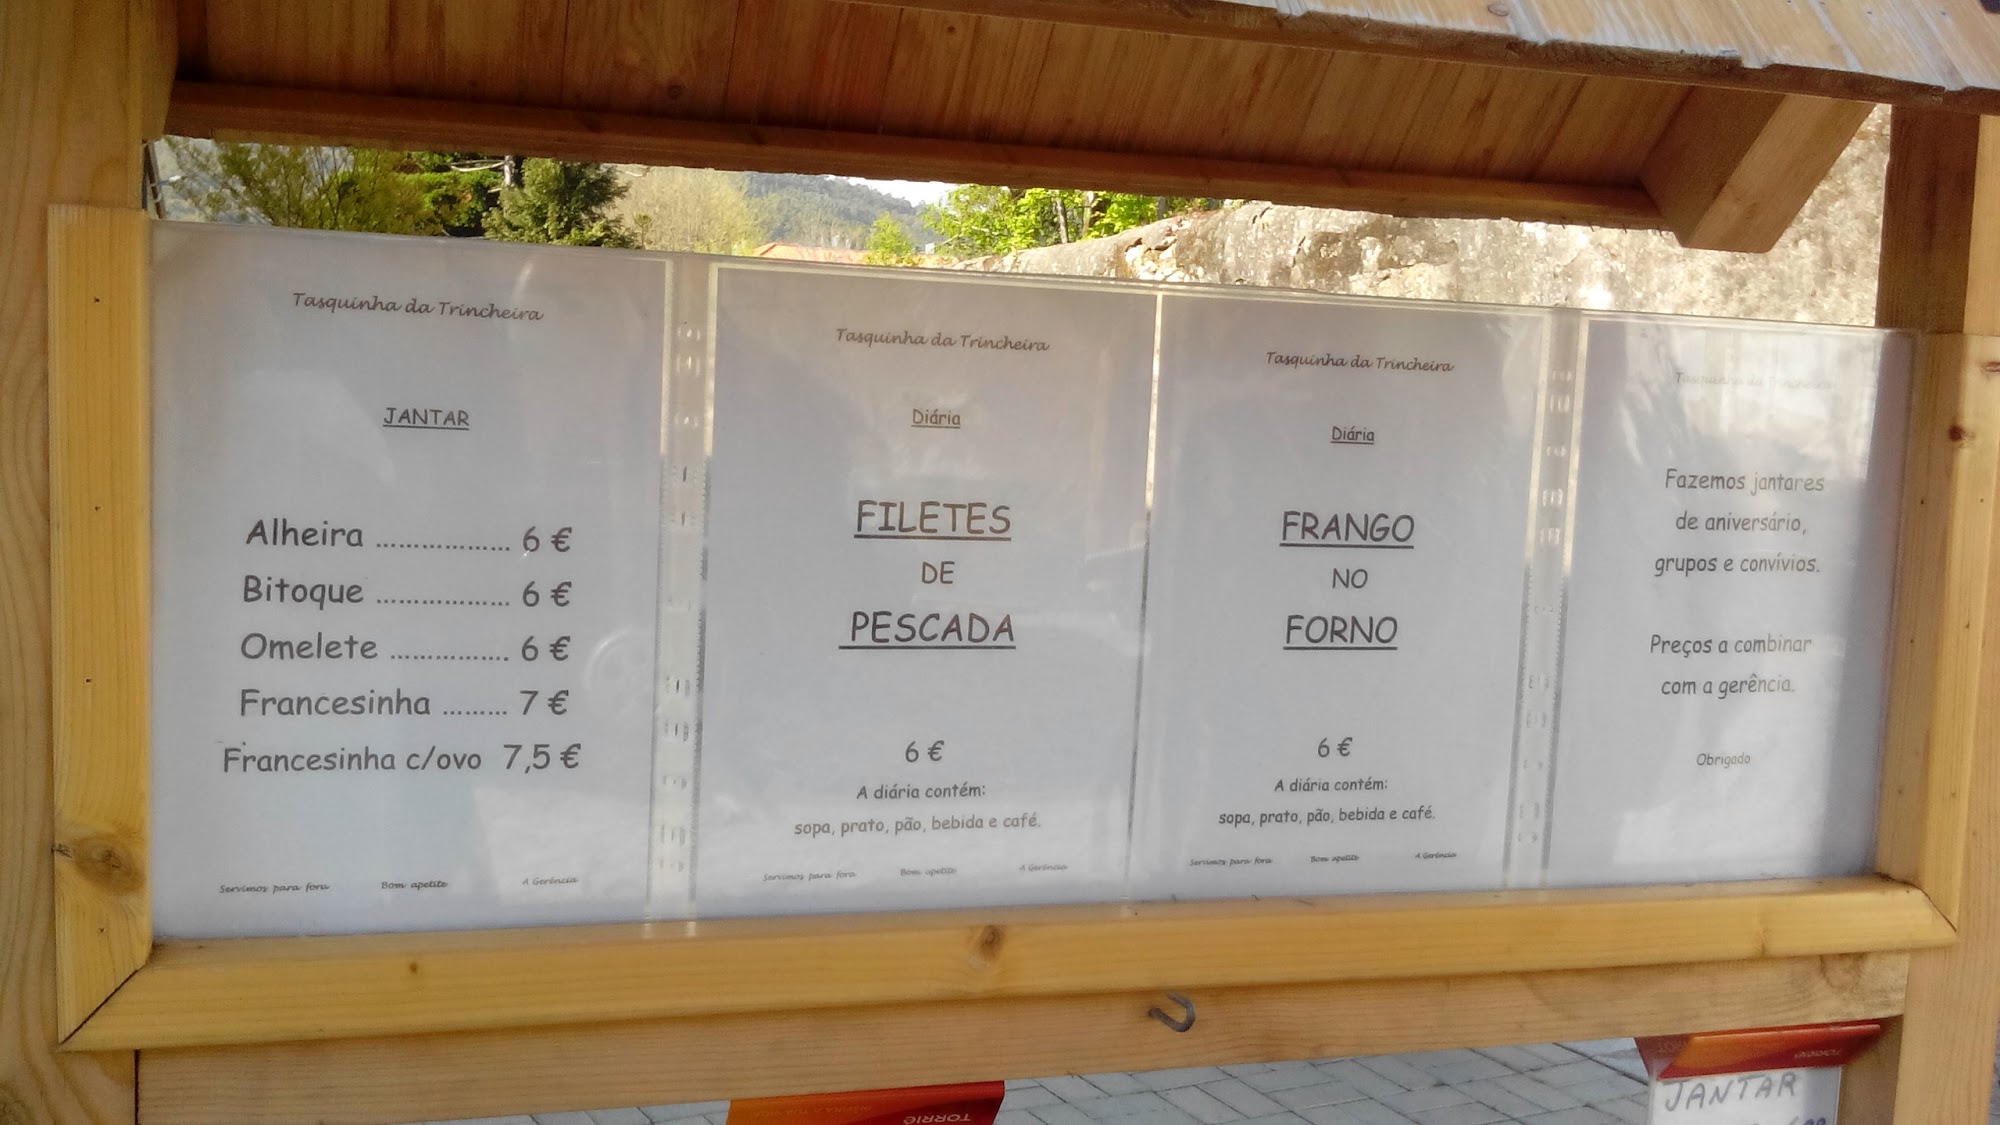 Tasquinha da Trincheira
JANTAR
Alheira .................. 6 €
Bitoque .................. 6 €
Omelete ................ 6 €
Francesinha ......... 7 €
Francesinha c/ovo 7,5 €
Servimos para fora Bom apetite A Gerência
Tasquinha da Trincheira
Diária
FILETES
DE
PESCADA
6 €
A diária contém:
sopa, prato, pão, bebida e café.
Servimos para fora Bom apetite A Gerência
Tasquinha da Trincheira
Diária
FRANGO
NO
FORNO
6 €
A diária contém:
sopa, prato, pão, bebida e café.
Servimos para fora Bom apetite A Gerência
Tasquinha da Trincheira
Fazemos jantares
de aniversário,
grupos e convívios.
Preços a combinar
com a gerência.
Obrigado
TORRIÉ
JANTAR